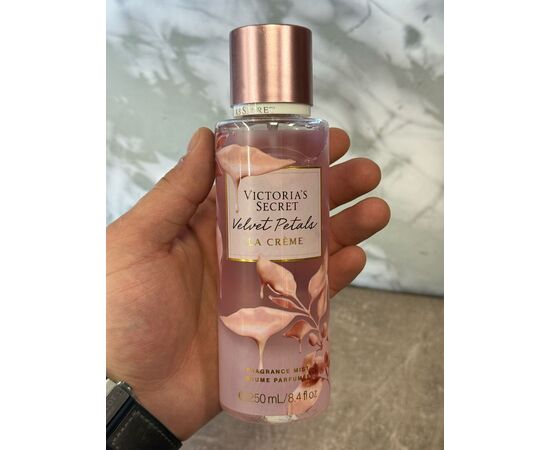 VICTORIA'S
SECRET
Velvet Petals
LA CRÈME
FRAGRANCE MIST
BRUME PARFUMÉE
250 mL/8.4 fl oz